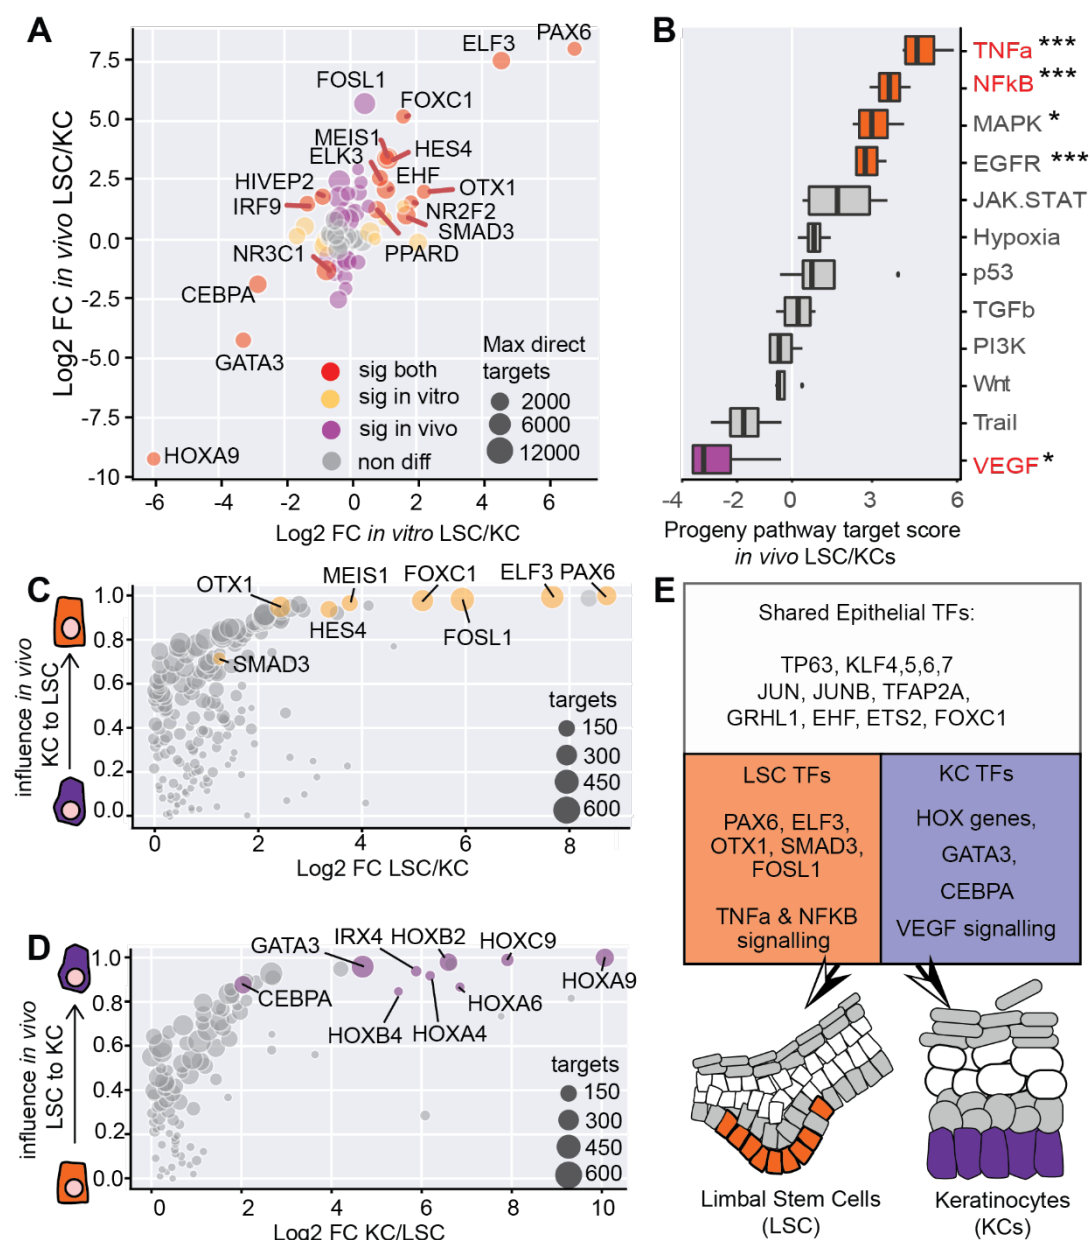 A
Log2 FC in vivo LSC/KC
7.5
5.0
2.5
0.0
-2.5
-5.0
-7.5
-10
PAX6
ELF3
FOSL1
FOXC1
MEIS1
HES4
ELK3
EHF
HIVEP2
OTX1
IRF9
NR2F2
SMAD3
NR3C1
PPARD
CEBPA
GATA3
HOXA9
sig both
sig in vitro
sig in vivo
non diff
Max direct
targets
2000
6000
12000
-6 -4 -2 0 2 4 6
Log2 FC in vitro LSC/KC
B
TNFa ***
NFkB ***
MAPK *
EGFR ***
JAK.STAT
Hypoxia
p53
TGFb
PI3K
Wnt
Trail
VEGF *
-4 -2 0 3 6
Progeny pathway target score
in vivo LSC/KCs
C
influence in vivo
KC to LSC
1.0
0.8
0.6
0.4
0.2
0.0
OTX1
MEIS1
FOXC1
ELF3 PAX6
HES4
FOSL1
SMAD3
targets
150
300
450
600
0 2 4 6 8
Log2 FC LSC/KC
D
influence in vivo
LSC to KC
1.0
0.8
0.6
0.4
0.2
0.0
GATA3
IRX4
HOXB2
HOXC9
CEBPA
HOXB4
HOXA4
HOXA6
HOXA9
targets
150
300
450
600
0 2 4 6 8 10
Log2 FC KC/LSC
E
Shared Epithelial TFs:
TP63, KLF4,5,6,7
JUN, JUNB, TFAP2A,
GRHL1, EHF, ETS2, FOXC1
LSC TFs
PAX6, ELF3,
OTX1, SMAD3,
FOSL1
TNFa & NFKB
signalling
KC TFs
HOX genes,
GATA3,
CEBPA
VEGF signalling
Limbal Stem Cells
(LSC)
Keratinocytes
(KCs)